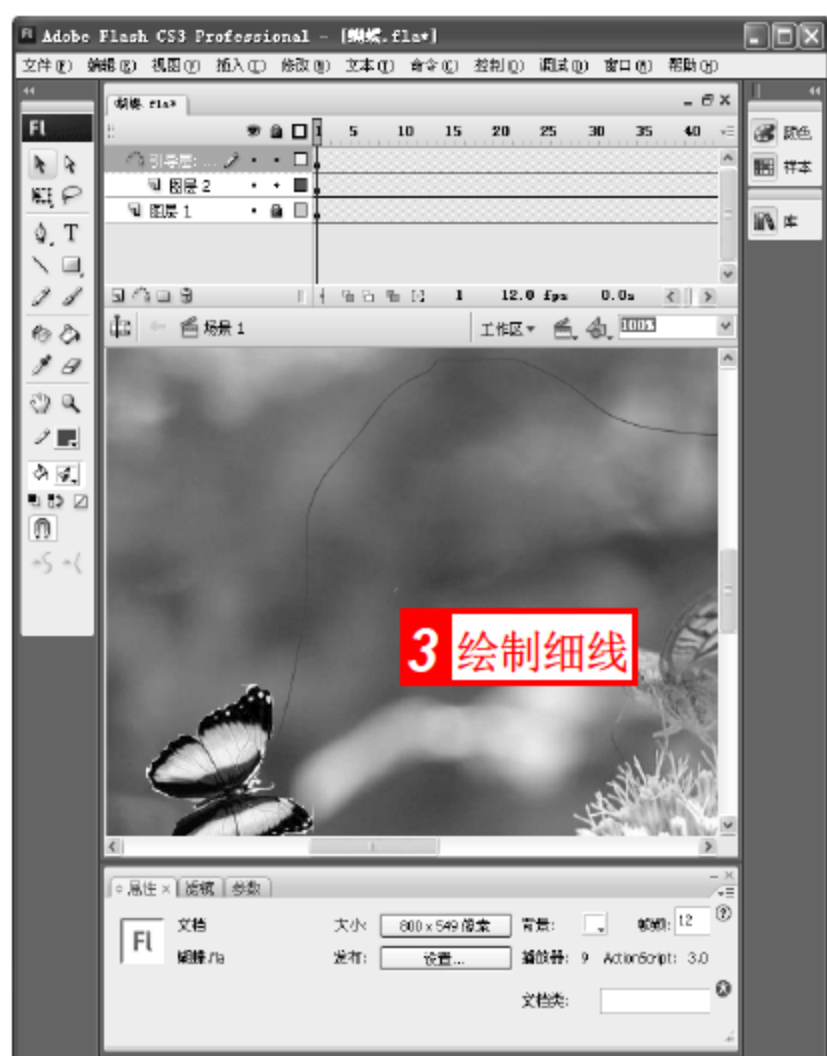 Adobe Flash CS3 Professional - [蝴蝶.fla*]
文件(F) 编辑(E) 视图(V) 插入(I) 修改(M) 文本(T) 命令(C) 控制(O) 调试(D) 窗口(W) 帮助(H)
蝴蝶.fla*
Fl
1 5 10 15 20 25 30 35 40
引导层:...
图层 2
图层 1
1 12.0 fps 0.0s
场景 1
工作区
100%
颜色
样本
库
T
3 绘制细线
属性 × 滤镜 参数
Fl
文档
大小: 800 x 549 像素
背景:
帧频: 12
蝴蝶.fla
发布: 设置...
播放器: 9 ActionScript: 3.0
文档类: